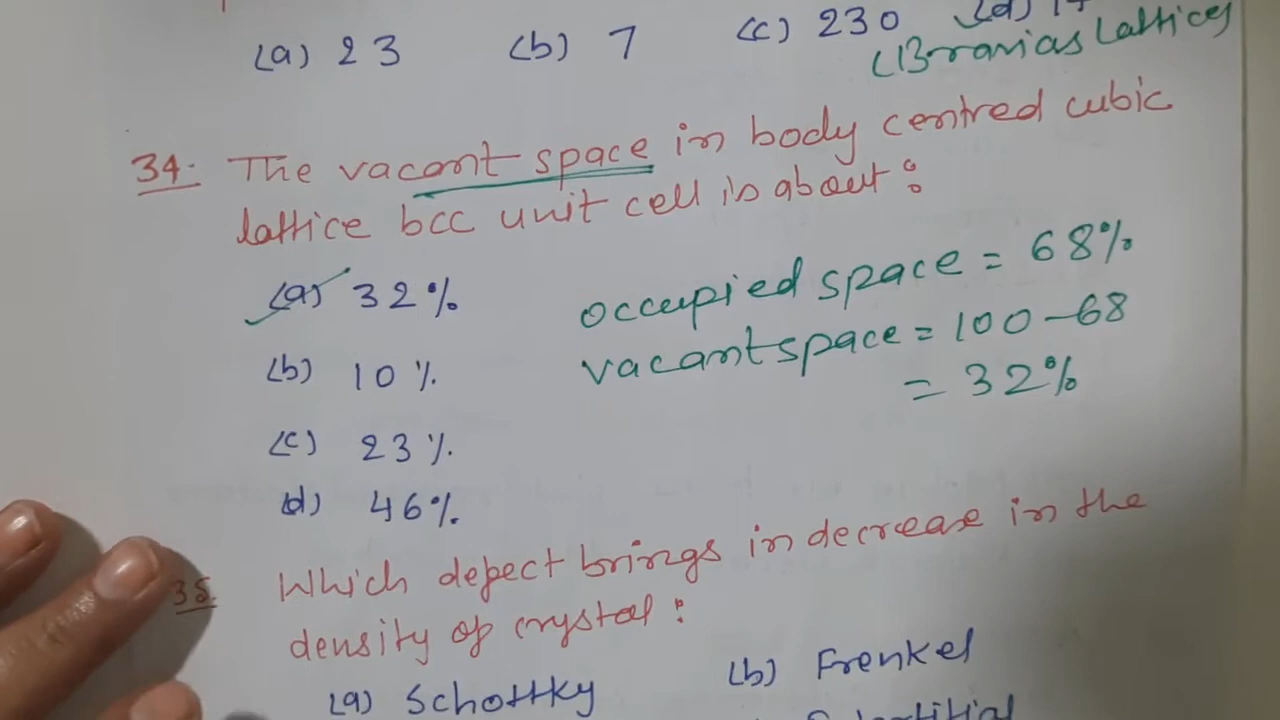 (a) 23 (b) 7 (c) 230 (d)
(Bravias Lattices
34. The vacant space in body centred cubic
lattice bcc unit cell is about :
(a) 32%
occupied space = 68%
vacant space = 100 - 68
= 32%
(b) 10%
(c) 23%
(d) 46%
35. Which defect brings in decrease in the
density of crystal :
(a) Schottky (b) Frenkel